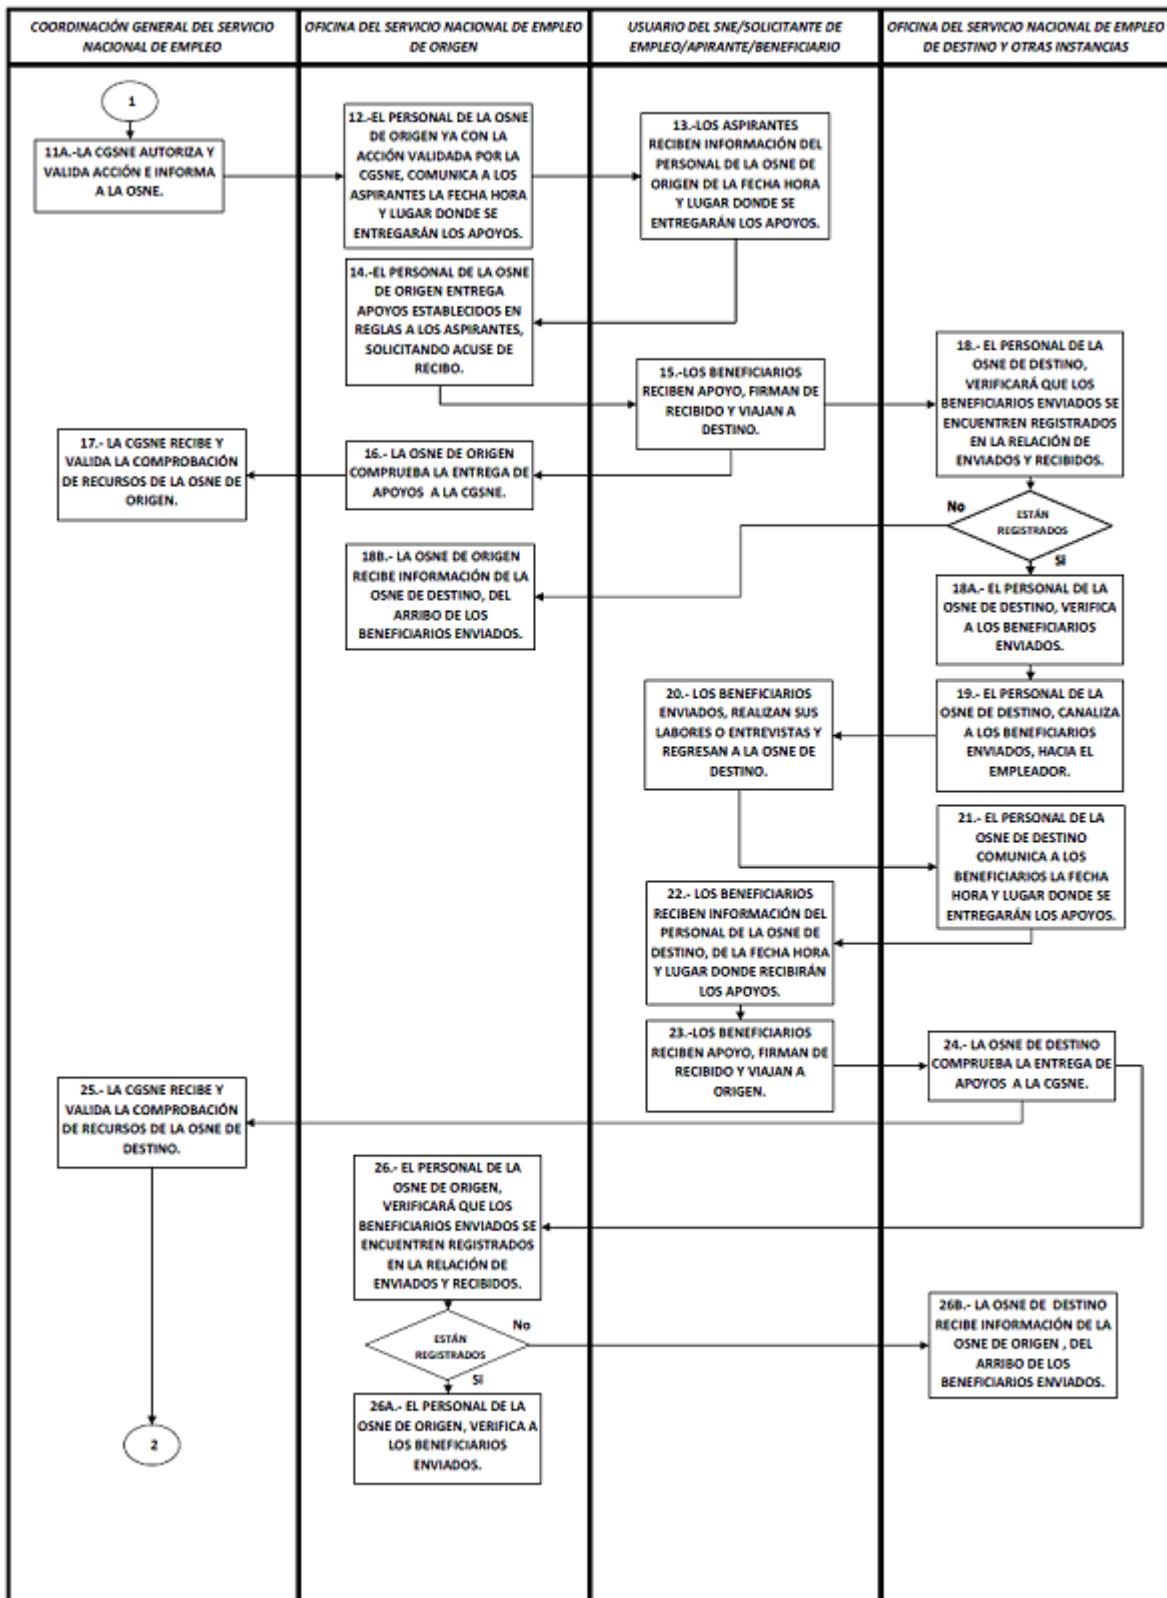 COORDINACIÓN GENERAL DEL SERVICIO
NACIONAL DE EMPLEO
OFICINA DEL SERVICIO NACIONAL DE EMPLEO
DE ORIGEN
USUARIO DEL SNE/SOLICITANTE DE
EMPLEO/APIRANTE/BENEFICIARIO
OFICINA DEL SERVICIO NACIONAL DE EMPLEO
DE DESTINO Y OTRAS INSTANCIAS
1
11A.-LA CGSNE AUTORIZA Y
VALIDA ACCIÓN E INFORMA
A LA OSNE.
12.-EL PERSONAL DE LA OSNE
DE ORIGEN YA CON LA
ACCIÓN VALIDADA POR LA
CGSNE, COMUNICA A LOS
ASPIRANTES LA FECHA HORA
Y LUGAR DONDE SE
ENTREGARÁN LOS APOYOS.
13.-LOS ASPIRANTES
RECIBEN INFORMACIÓN DEL
PERSONAL DE LA OSNE DE
ORIGEN DE LA FECHA HORA
Y LUGAR DONDE SE
ENTREGARÁN LOS APOYOS.
14.-EL PERSONAL DE LA OSNE
DE ORIGEN ENTREGA
APOYOS ESTABLECIDOS EN
REGLAS A LOS ASPIRANTES,
SOLICITANDO ACUSE DE
RECIBO.
15.-LOS BENEFICIARIOS
RECIBEN APOYO, FIRMAN DE
RECIBIDO Y VIAJAN A
DESTINO.
18.- EL PERSONAL DE LA
OSNE DE DESTINO,
VERIFICARÁ QUE LOS
BENEFICIARIOS ENVIADOS SE
ENCUENTREN REGISTRADOS
EN LA RELACIÓN DE
ENVIADOS Y RECIBIDOS.
17.- LA CGSNE RECIBE Y
VALIDA LA COMPROBACIÓN
DE RECURSOS DE LA OSNE DE
ORIGEN.
16.- LA OSNE DE ORIGEN
COMPRUEBA LA ENTREGA DE
APOYOS A LA CGSNE.
No
ESTÁN
REGISTRADOS
Si
18B.- LA OSNE DE ORIGEN
RECIBE INFORMACIÓN DE LA
OSNE DE DESTINO, DEL
ARRIBO DE LOS
BENEFICIARIOS ENVIADOS.
18A.- EL PERSONAL DE LA
OSNE DE DESTINO, VERIFICA
A LOS BENEFICIARIOS
ENVIADOS.
20.- LOS BENEFICIARIOS
ENVIADOS, REALIZAN SUS
LABORES O ENTREVISTAS Y
REGRESAN A LA OSNE DE
DESTINO.
19.- EL PERSONAL DE LA
OSNE DE DESTINO, CANALIZA
A LOS BENEFICIARIOS
ENVIADOS, HACIA EL
EMPLEADOR.
21.- EL PERSONAL DE LA
OSNE DE DESTINO
COMUNICA A LOS
BENEFICIARIOS LA FECHA
HORA Y LUGAR DONDE SE
ENTREGARÁN LOS APOYOS.
22.- LOS BENEFICIARIOS
RECIBEN INFORMACIÓN DEL
PERSONAL DE LA OSNE DE
DESTINO, DE LA FECHA HORA
Y LUGAR DONDE RECIBIRÁN
LOS APOYOS.
23.-LOS BENEFICIARIOS
RECIBEN APOYO, FIRMAN DE
RECIBIDO Y VIAJAN A
ORIGEN.
24.- LA OSNE DE DESTINO
COMPRUEBA LA ENTREGA DE
APOYOS A LA CGSNE.
25.- LA CGSNE RECIBE Y
VALIDA LA COMPROBACIÓN
DE RECURSOS DE LA OSNE DE
DESTINO.
26.- EL PERSONAL DE LA
OSNE DE ORIGEN,
VERIFICARÁ QUE LOS
BENEFICIARIOS ENVIADOS SE
ENCUENTREN REGISTRADOS
EN LA RELACIÓN DE
ENVIADOS Y RECIBIDOS.
No
ESTÁN
REGISTRADOS
Si
26B.- LA OSNE DE DESTINO
RECIBE INFORMACIÓN DE LA
OSNE DE ORIGEN , DEL
ARRIBO DE LOS
BENEFICIARIOS ENVIADOS.
26A.- EL PERSONAL DE LA
OSNE DE ORIGEN, VERIFICA A
LOS BENEFICIARIOS
ENVIADOS.
2